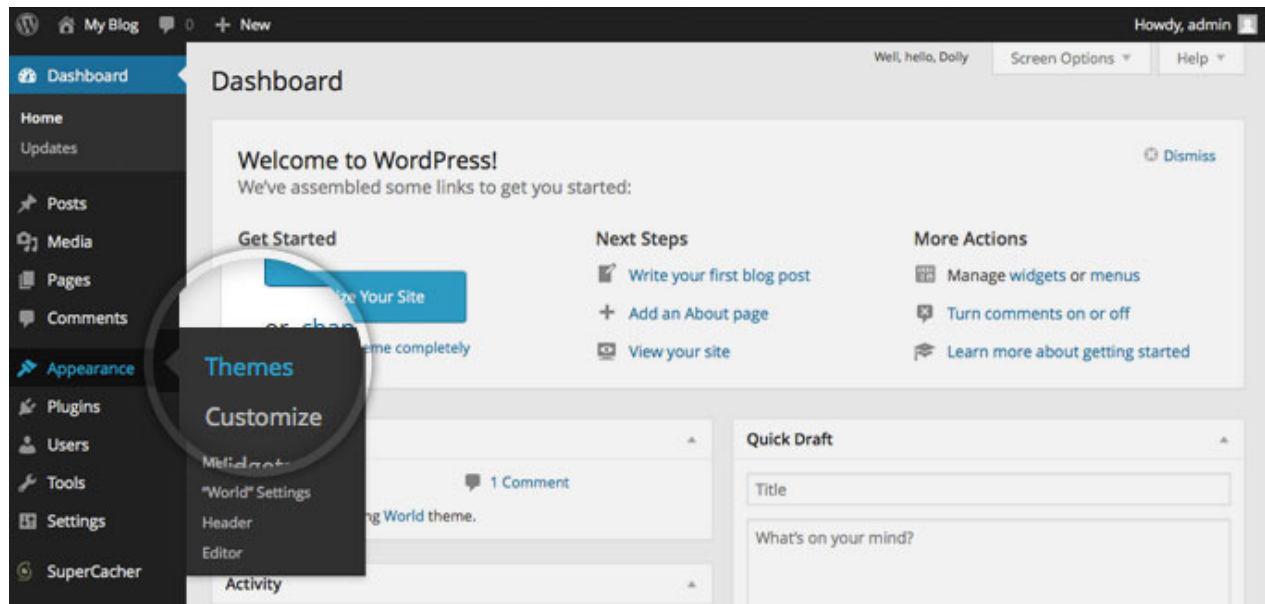 My Blog 0 + New Howdy, admin
Well, hello, Dolly Screen Options Help
Dashboard
Home
Updates
Posts
Media
Pages
Comments
Appearance
Themes
Customize
"World" Settings
Header
Editor
Plugins
Users
Tools
Settings
SuperCacher
Dashboard
Welcome to WordPress!
Dismiss
We've assembled some links to get you started:
Get Started
Your Site
or
completely
Next Steps
Write your first blog post
Add an About page
View your site
More Actions
Manage widgets or menus
Turn comments on or off
Learn more about getting started
1 Comment
World theme.
Activity
Quick Draft
Title
What's on your mind?